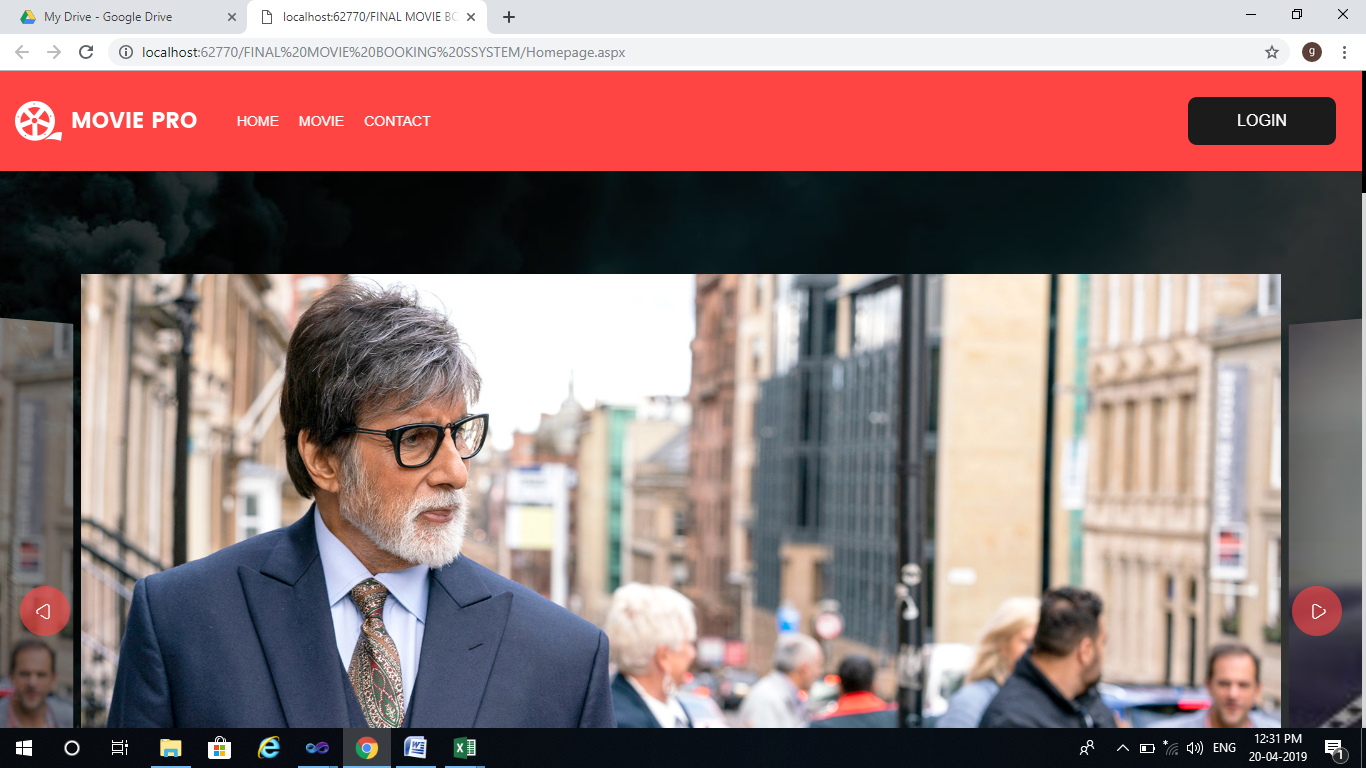 My Drive - Google Drive
localhost:62770/FINAL MOVIE BO
localhost:62770/FINAL%20MOVIE%20BOOKING%20SSYSTEM/Homepage.aspx
g
MOVIE PRO
HOME
MOVIE
CONTACT
LOGIN
ENG
12:31 PM
20-04-2019
1